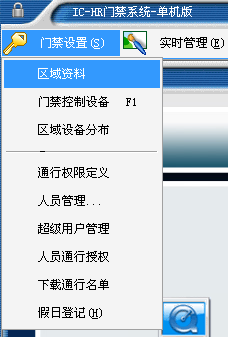 IC-HR门禁系统-单机版
门禁设置(S) 实时管理(E)
区域资料
门禁控制设备 F1
区域设备分布
通行权限定义
人员管理...
超级用户管理
人员通行授权
下载通行名单
假日登记(H)